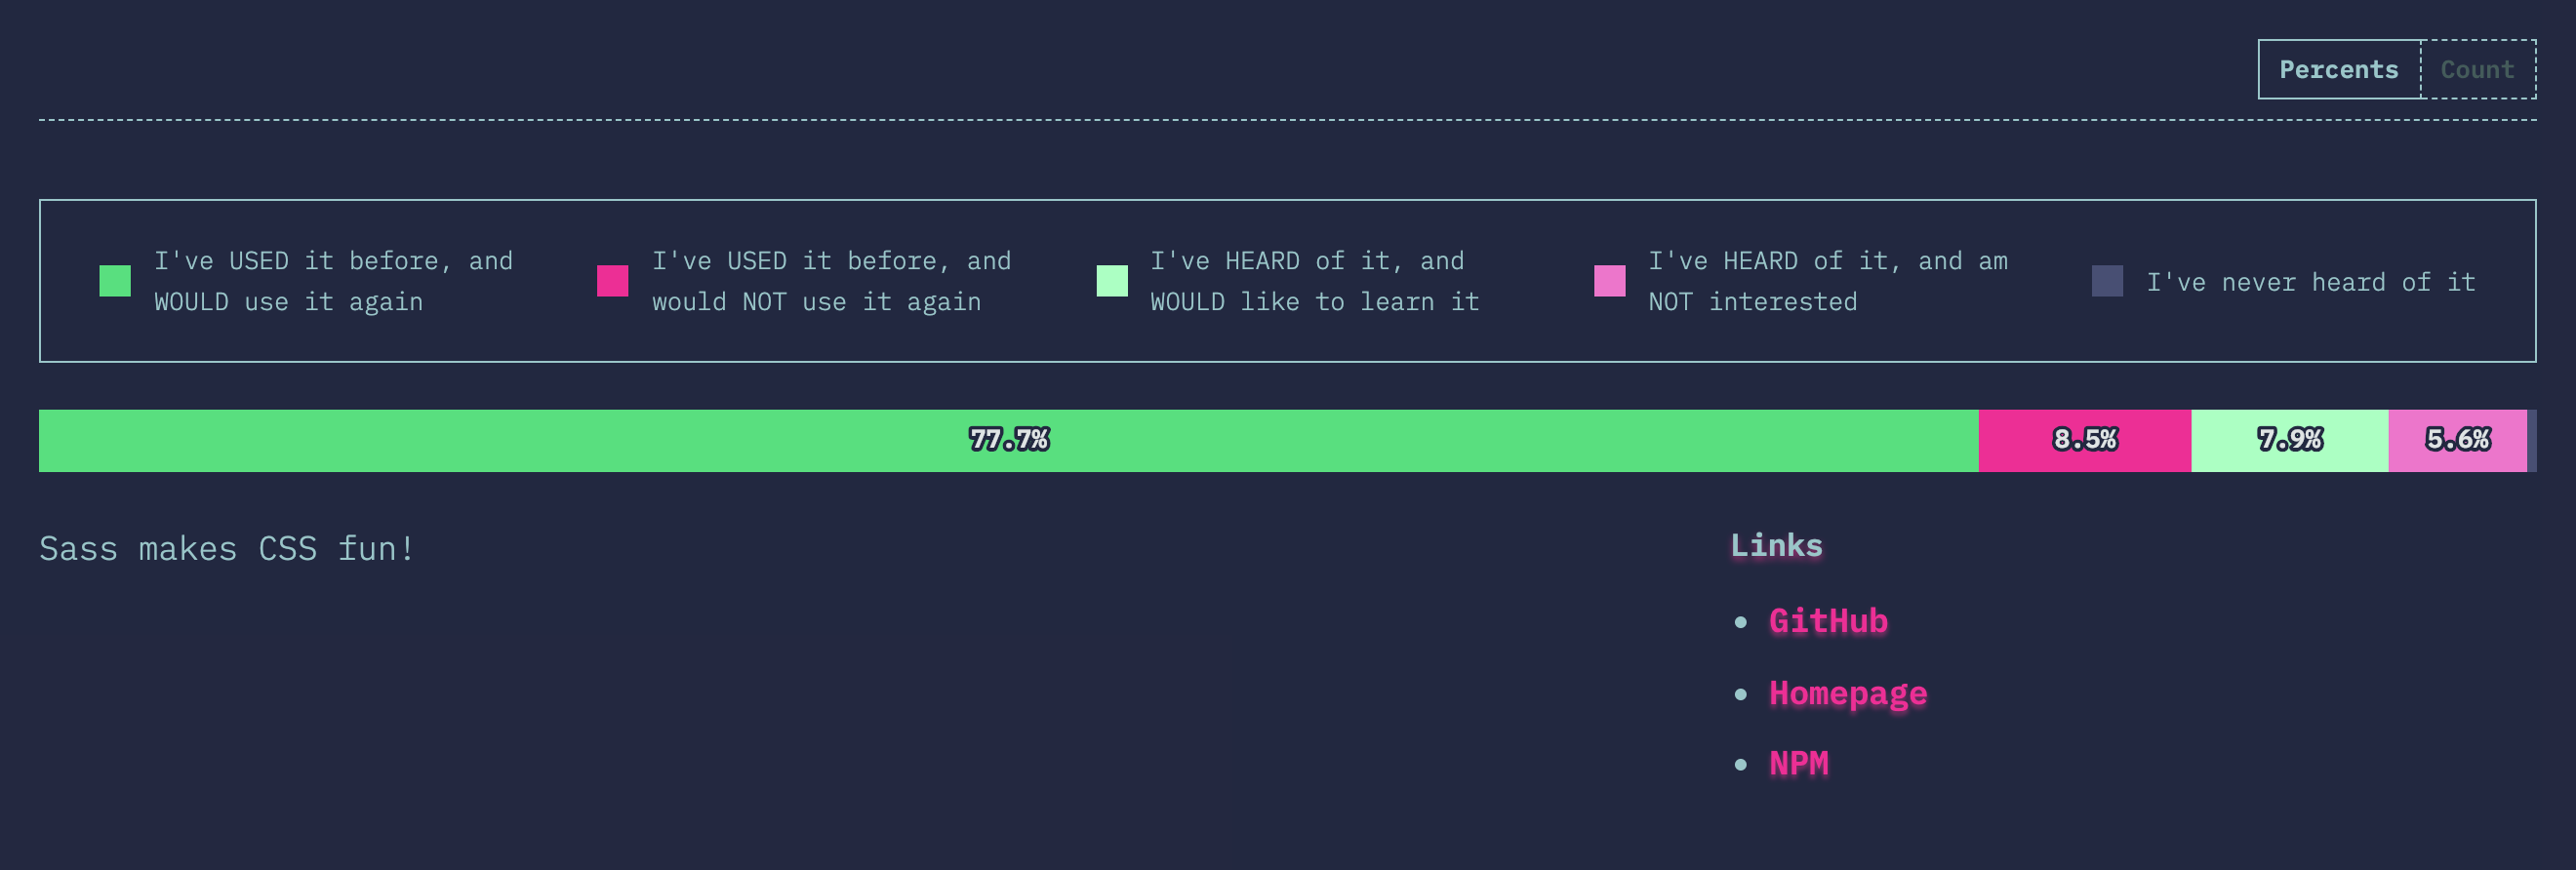 Percents Count
I've USED it before, and
WOULD use it again
I've USED it before, and
would NOT use it again
I've HEARD of it, and
WOULD like to learn it
I've HEARD of it, and am
NOT interested
I've never heard of it
77.7% 8.5% 7.9% 5.6%
Sass makes CSS fun!
Links
GitHub
Homepage
NPM